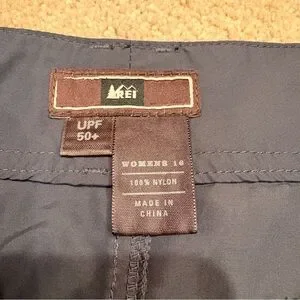 REI
UPF
50+
WOMENS 16
100% NYLON
MADE IN
CHINA